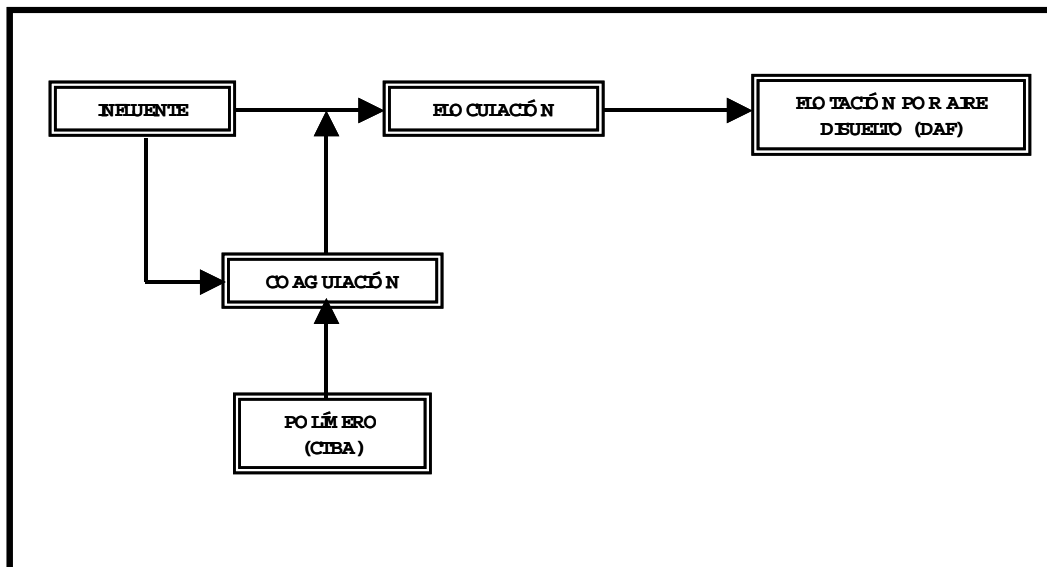 INFLUENTE
FLOCULACIÓN
FLOTACIÓN POR AIRE
DISUELTO (DAF)
COAGULACIÓN
POLÍMERO
(CTBA)